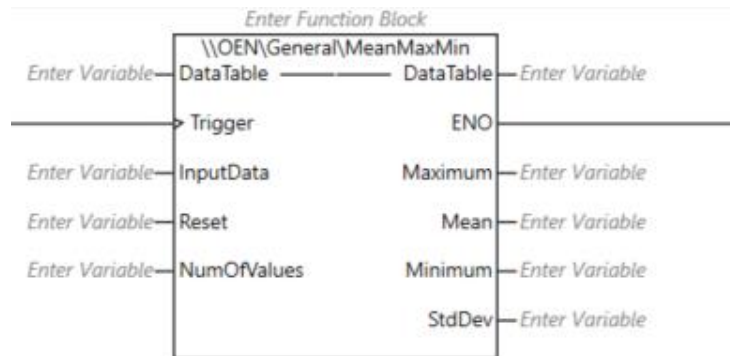 Enter Function Block
\\OEN\General\MeanMaxMin
Enter Variable DataTable DataTable Enter Variable
Trigger ENO
Enter Variable InputData Maximum Enter Variable
Enter Variable Reset Mean Enter Variable
Enter Variable NumOfValues Minimum Enter Variable
StdDev Enter Variable